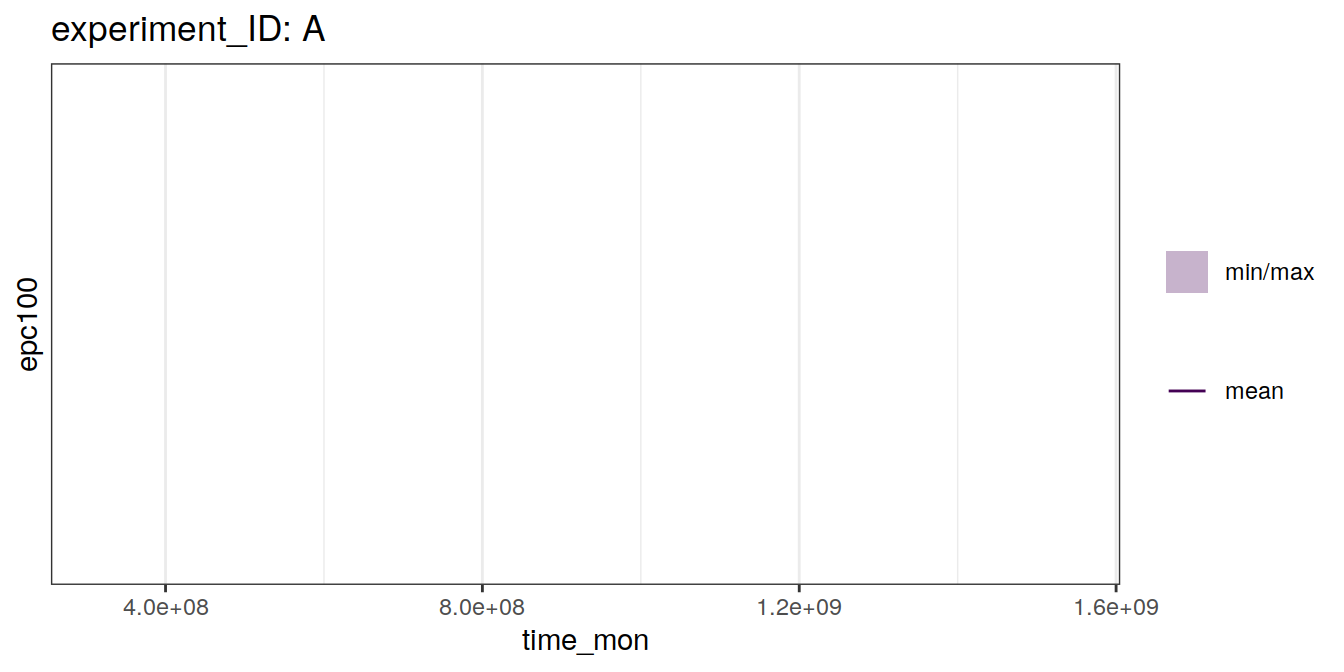 experiment_ID: A
epc100
4.0e+08
8.0e+08
1.2e+09
1.6e+09
time_mon
min/max
mean